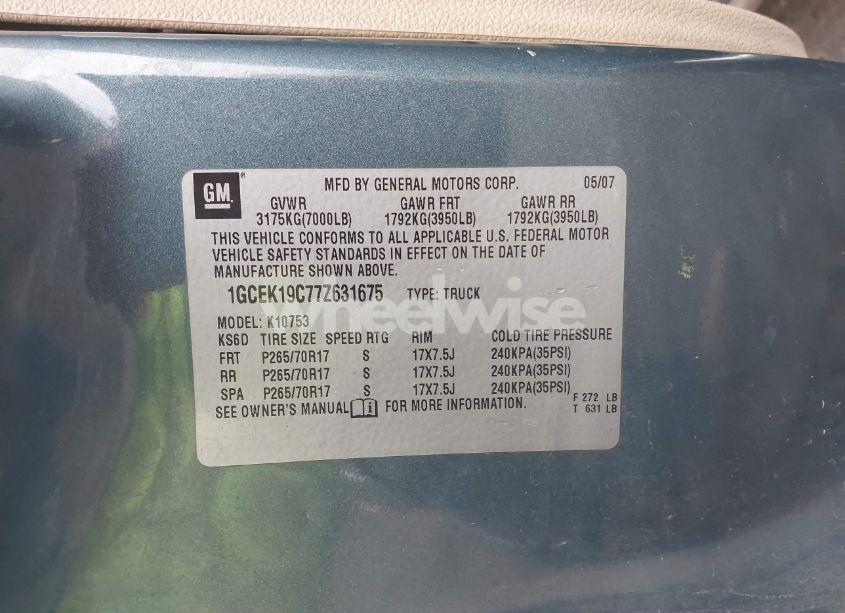 GM
MFD BY GENERAL MOTORS CORP. 05/07
GVWR GAWR FRT GAWR RR
3175KG(7000LB) 1792KG(3950LB) 1792KG(3950LB)
THIS VEHICLE CONFORMS TO ALL APPLICABLE U.S. FEDERAL MOTOR
VEHICLE SAFETY STANDARDS IN EFFECT ON THE DATE OF
MANUFACTURE SHOWN ABOVE.
1GCEK19C77Z631675 TYPE: TRUCK
wheelwise
MODEL: K10753
KS6D TIRE SIZE SPEED RTG RIM COLD TIRE PRESSURE
FRT P265/70R17 S 17X7.5J 240KPA(35PSI)
RR P265/70R17 S 17X7.5J 240KPA(35PSI)
SPA P265/70R17 S 17X7.5J 240KPA(35PSI)
SEE OWNER'S MANUAL i FOR MORE INFORMATION.
F 272 LB
T 631 LB